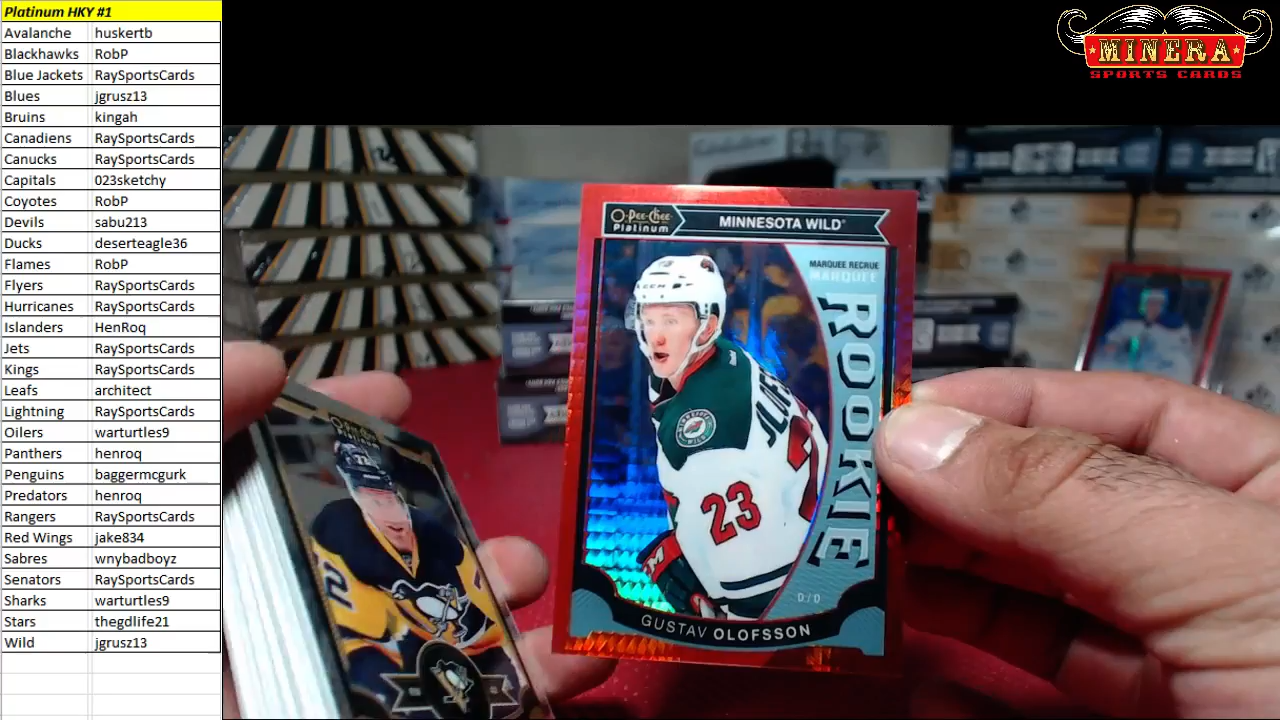 Platinum HKY #1
Avalanche huskertb
Blackhawks RobP
Blue Jackets RaySportsCards
Blues jgrusz13
Bruins kingah
Canadiens RaySportsCards
Canucks RaySportsCards
Capitals 023sketchy
Coyotes RobP
Devils sabu213
Ducks deserteagle36
Flames RobP
Flyers RaySportsCards
Hurricanes RaySportsCards
Islanders HenRoq
Jets RaySportsCards
Kings RaySportsCards
Leafs architect
Lightning RaySportsCards
Oilers warturtles9
Panthers henroq
Penguins baggermcgurk
Predators henroq
Rangers RaySportsCards
Red Wings jake834
Sabres wnybadboyz
Senators RaySportsCards
Sharks warturtles9
Stars thegdlife21
Wild jgrusz13
MINERA
SPORTS CARDS
O-Pee-Chee
Platinum
MINNESOTA WILD
MARQUEE RECRUE
MARQUEE
ROOKIE
23
0/0
GUSTAV OLOFSSON